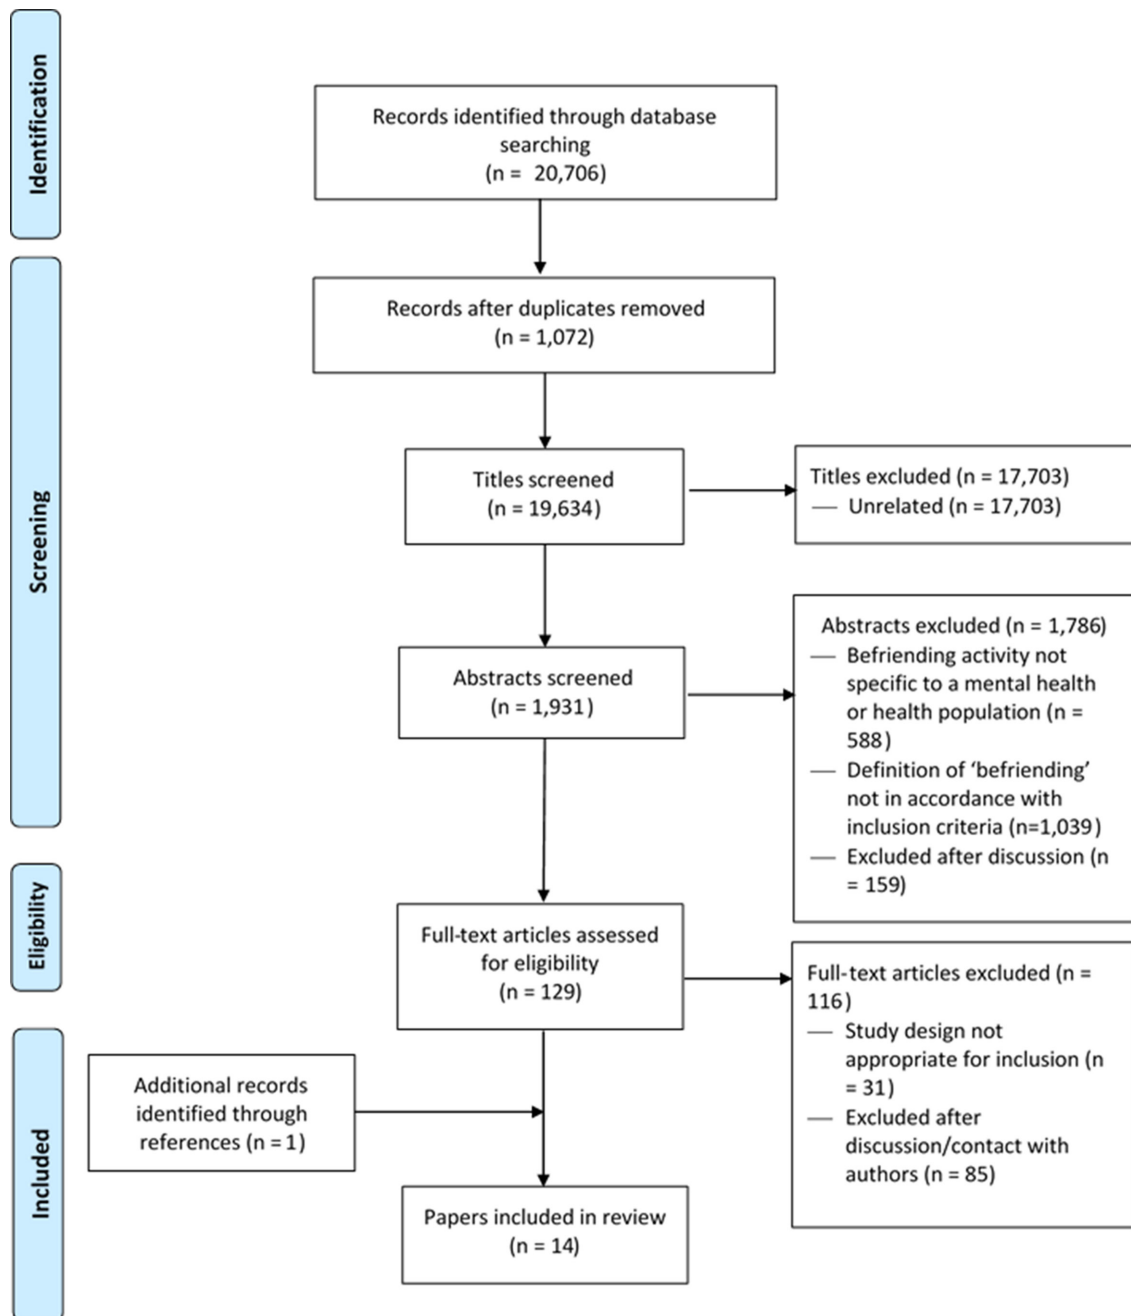 Identification
Records identified through database
searching
(n = 20,706)
Screening
Records after duplicates removed
(n = 1,072)
Titles screened
(n = 19,634)
Titles excluded (n = 17,703)
— Unrelated (n = 17,703)
Abstracts screened
(n = 1,931)
Abstracts excluded (n = 1,786)
— Befriending activity not
specific to a mental health
or health population (n =
588)
— Definition of ‘befriending’
not in accordance with
inclusion criteria (n=1,039)
— Excluded after discussion (n
= 159)
Eligibility
Full-text articles assessed
for eligibility
(n = 129)
Full-text articles excluded (n =
116)
— Study design not
appropriate for inclusion (n
= 31)
— Excluded after
discussion/contact with
authors (n = 85)
Included
Additional records
identified through
references (n = 1)
Papers included in review
(n = 14)